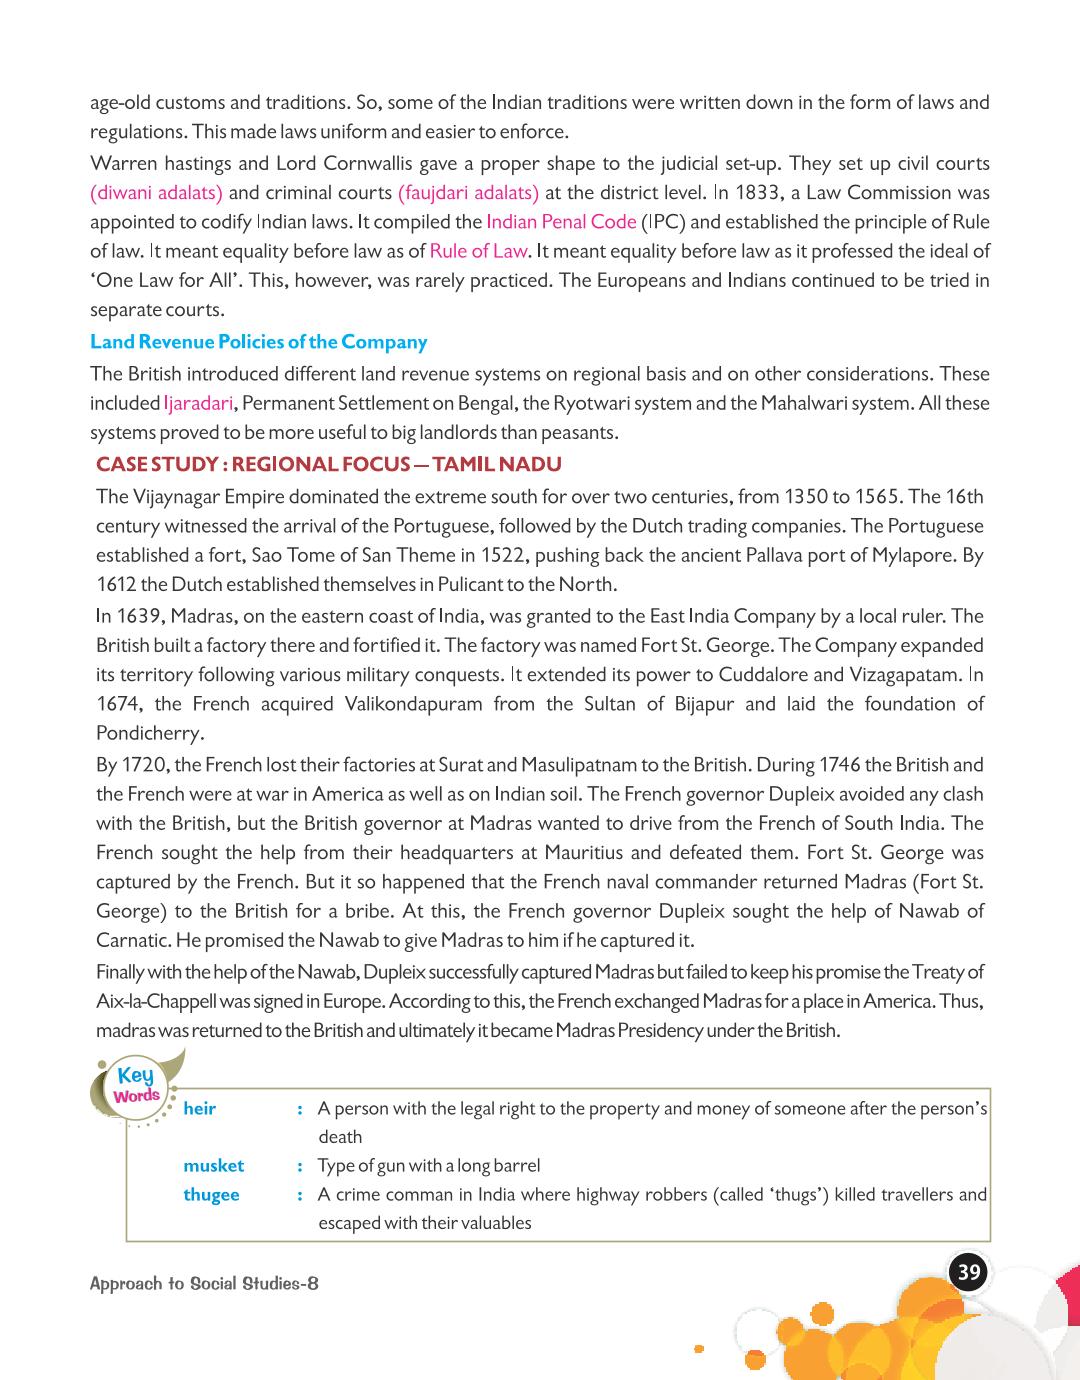 age-old customs and traditions. So, some of the Indian traditions were written down in the form of laws and
regulations. This made laws uniform and easier to enforce.
Warren hastings and Lord Cornwallis gave a proper shape to the judicial set-up. They set up civil courts
(diwani adalats) and criminal courts (faujdari adalats) at the district level. In 1833, a Law Commission was
appointed to codify Indian laws. It compiled the Indian Penal Code (IPC) and established the principle of Rule
of law. It meant equality before law as of Rule of Law. It meant equality before law as it professed the ideal of
‘One Law for All’. This, however, was rarely practiced. The Europeans and Indians continued to be tried in
separate courts.
Land Revenue Policies of the Company
The British introduced different land revenue systems on regional basis and on other considerations. These
included Ijaradari, Permanent Settlement on Bengal, the Ryotwari system and the Mahalwari system. All these
systems proved to be more useful to big landlords than peasants.
CASE STUDY : REGIONAL FOCUS – TAMIL NADU
The Vijaynagar Empire dominated the extreme south for over two centuries, from 1350 to 1565. The 16th
century witnessed the arrival of the Portuguese, followed by the Dutch trading companies. The Portuguese
established a fort, Sao Tome of San Theme in 1522, pushing back the ancient Pallava port of Mylapore. By
1612 the Dutch established themselves in Pulicant to the North.
In 1639, Madras, on the eastern coast of India, was granted to the East India Company by a local ruler. The
British built a factory there and fortified it. The factory was named Fort St. George. The Company expanded
its territory following various military conquests. It extended its power to Cuddalore and Vizagapatam. In
1674, the French acquired Valikondapuram from the Sultan of Bijapur and laid the foundation of
Pondicherry.
By 1720, the French lost their factories at Surat and Masulipatnam to the British. During 1746 the British and
the French were at war in America as well as on Indian soil. The French governor Dupleix avoided any clash
with the British, but the British governor at Madras wanted to drive from the French of South India. The
French sought the help from their headquarters at Mauritius and defeated them. Fort St. George was
captured by the French. But it so happened that the French naval commander returned Madras (Fort St.
George) to the British for a bribe. At this, the French governor Dupleix sought the help of Nawab of
Carnatic. He promised the Nawab to give Madras to him if he captured it.
Finally with the help of the Nawab, Dupleix successfully captured Madras but failed to keep his promise the Treaty of
Aix-la-Chappell was signed in Europe. According to this, the French exchanged Madras for a place in America. Thus,
madras was returned to the British and ultimately it became Madras Presidency under the British.
Key
Words
heir : A person with the legal right to the property and money of someone after the person’s
death
musket : Type of gun with a long barrel
thugee : A crime comman in India where highway robbers (called ‘thugs’) killed travellers and
escaped with their valuables
Approach to Social Studies-8
39